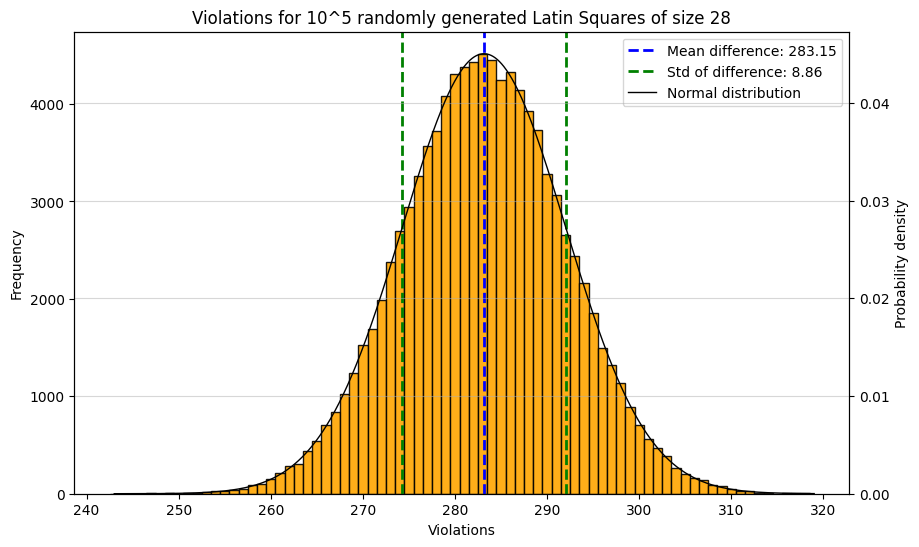 Violations for 10^5 randomly generated Latin Squares of size 28
Mean difference: 283.15
Std of difference: 8.86
Normal distribution
Frequency
4000
3000
2000
1000
0
0.04
0.03
0.02
0.01
0.00
Probability density
240 250 260 270 280 290 300 310 320
Violations